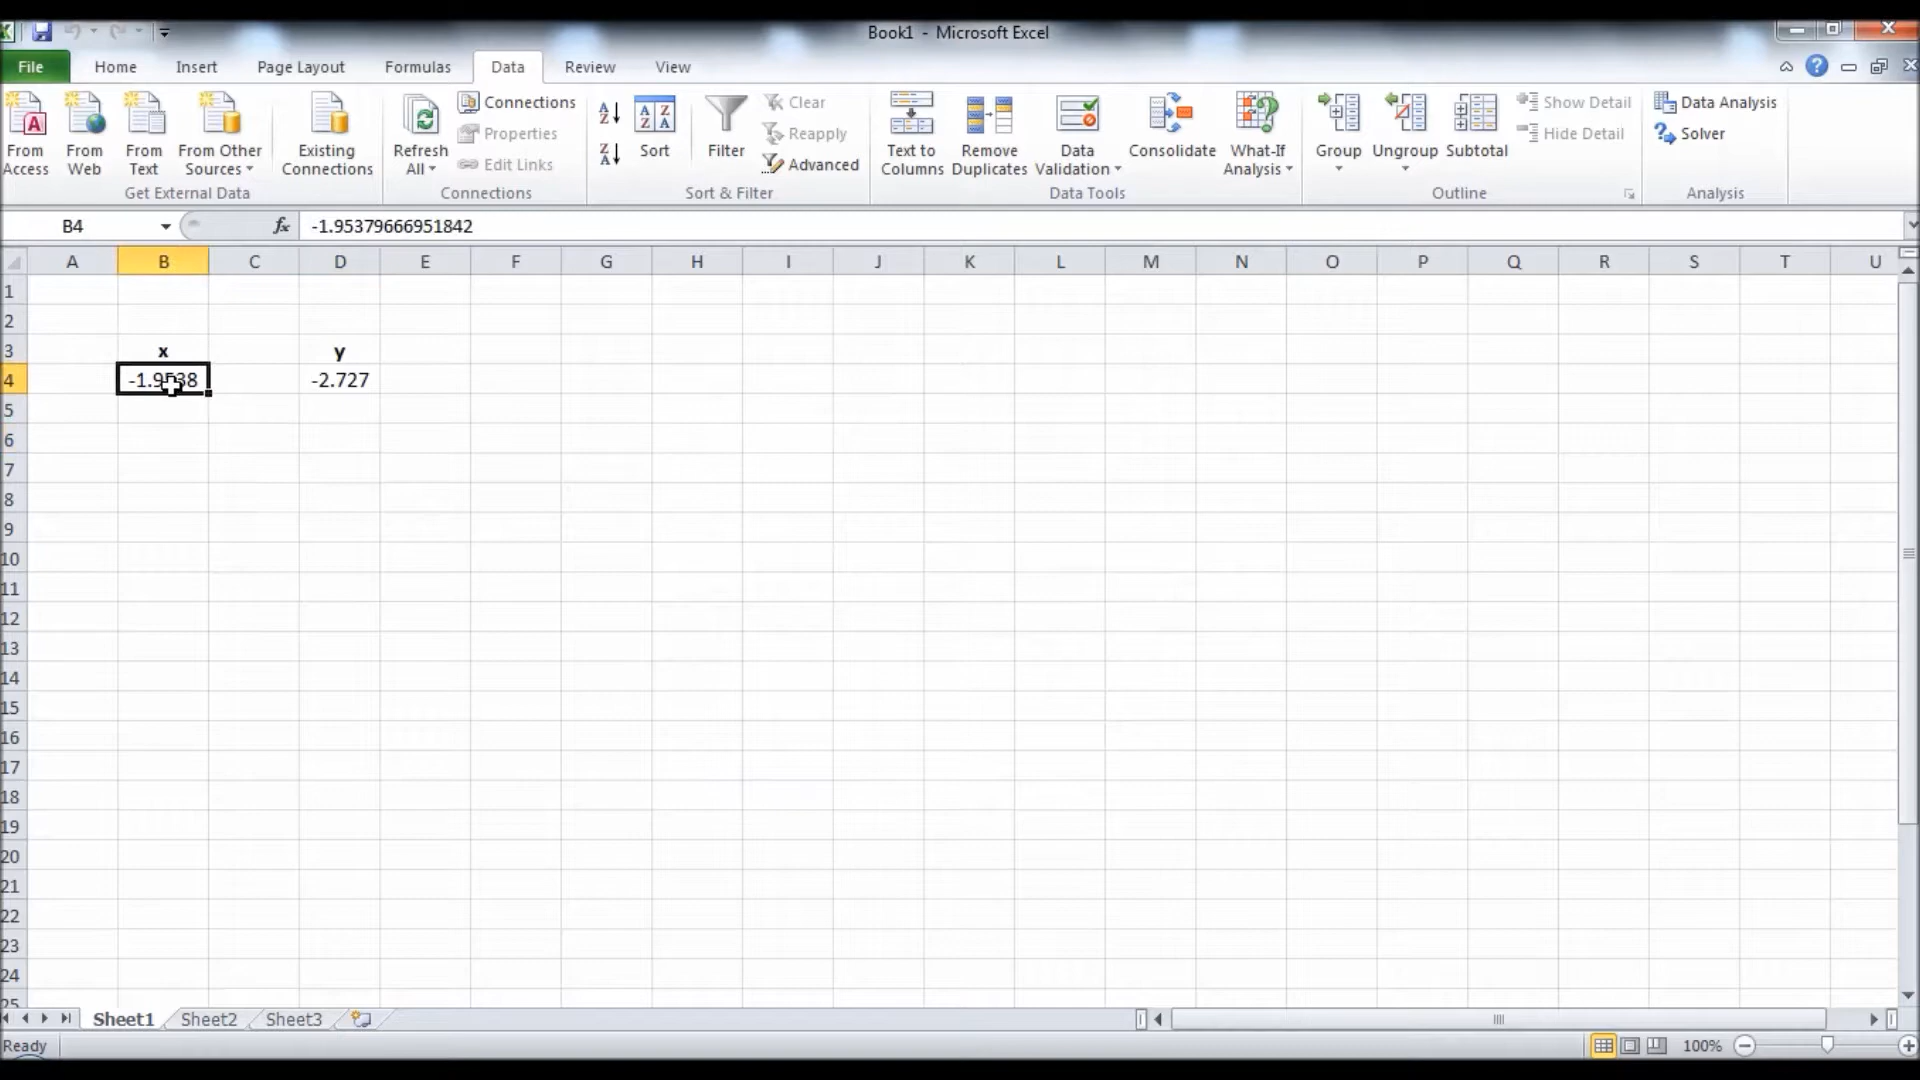 Book1 - Microsoft Excel
File Home Insert Page Layout Formulas Data Review View
From Access
From Web
From Text
From Other Sources
Existing Connections
Get External Data
Refresh All
Connections
Properties
Edit Links
Connections
A Z
Z A
Sort
Filter
Clear
Reapply
Advanced
Sort & Filter
Text to Columns
Remove Duplicates
Data Validation
Consolidate
What-If Analysis
Data Tools
Group
Ungroup
Subtotal
Show Detail
Hide Detail
Outline
Data Analysis
Solver
Analysis
B4 fx -1.95379666951842
A B C D E F G H I J K L M N O P Q R S T U
1
2
3 x y
4 -1.9538 -2.727
5
6
7
8
9
10
11
12
13
14
15
16
17
18
19
20
21
22
23
24
25
Sheet1 Sheet2 Sheet3
Ready 100%